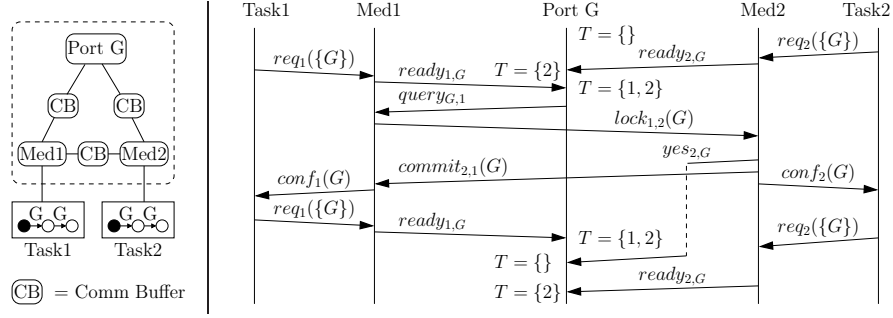 Port G
CB
CB
Med1
CB
Med2
G
G
G
G
Task1
Task2
CB = Comm Buffer
Task1
Med1
Port G
Med2
Task2
T = {}
req₂({G})
req₁({G})
ready₂,G
T = {2}
ready₁,G
T = {1, 2}
query_G,1
lock₁,₂(G)
yes₂,G
commit₂,₁(G)
conf₁(G)
conf₂(G)
req₁({G})
ready₁,G
req₂({G})
T = {1, 2}
T = {}
ready₂,G
T = {2}